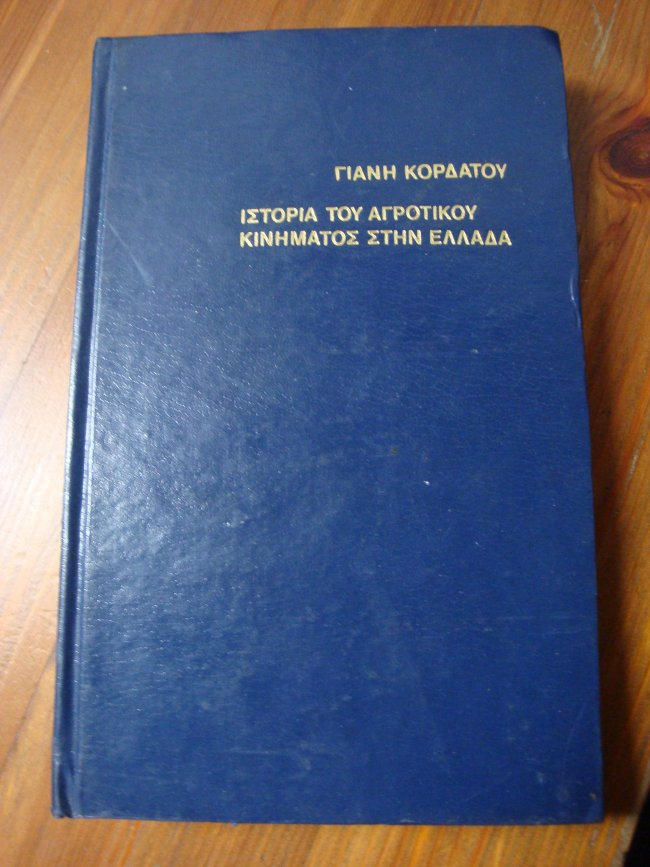 ΓΙΑΝΗ ΚΟΡΔΑΤΟΥ
ΙΣΤΟΡΙΑ ΤΟΥ ΑΓΡΟΤΙΚΟΥ
ΚΙΝΗΜΑΤΟΣ ΣΤΗΝ ΕΛΛΑΔΑ